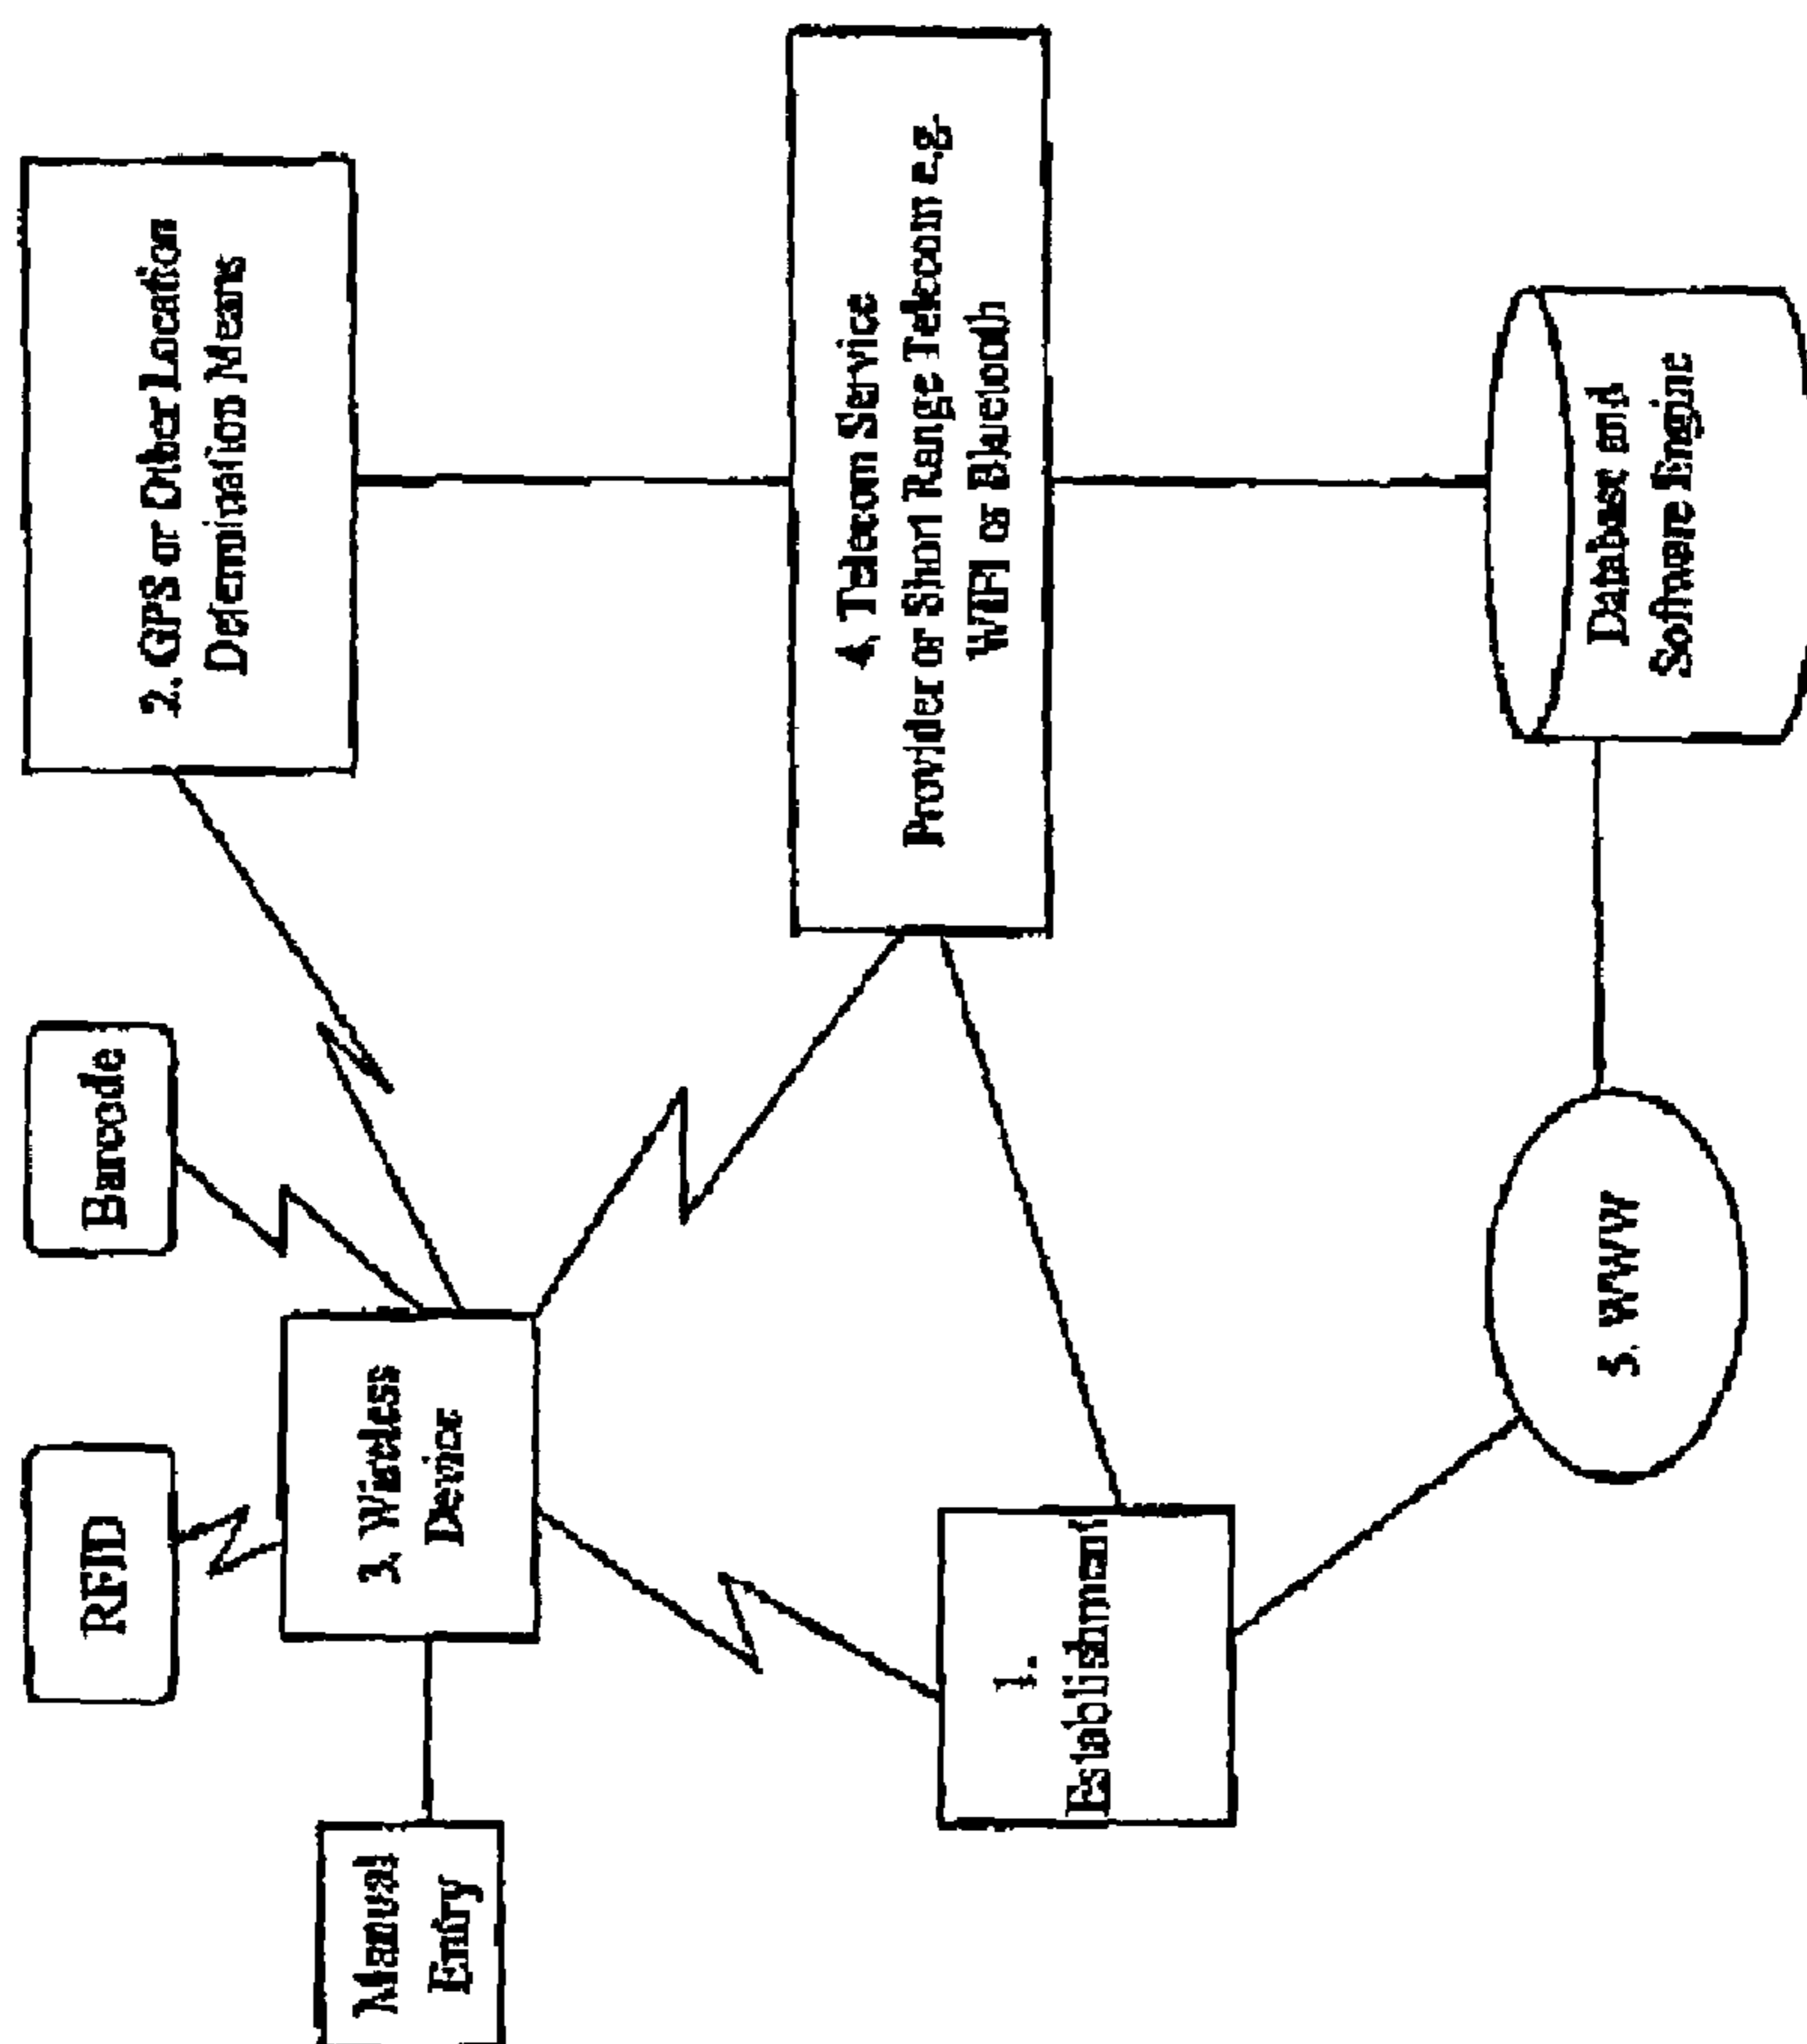 Manual
Entry
RFID
Barcode
3. Wireless
Device
2. GPS or Other Location
Determination Means
1.
Establishment
4. Telecom Service
Provider or Short Range Telecom e.g
WiFi or Bluetooth
5. WWW
Database and
Software Engine